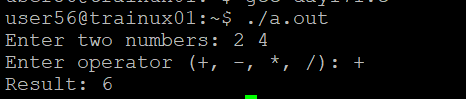 user56@trainux01:~$ ./a.out
Enter two numbers: 2 4
Enter operator (+, -, *, /): +
Result: 6